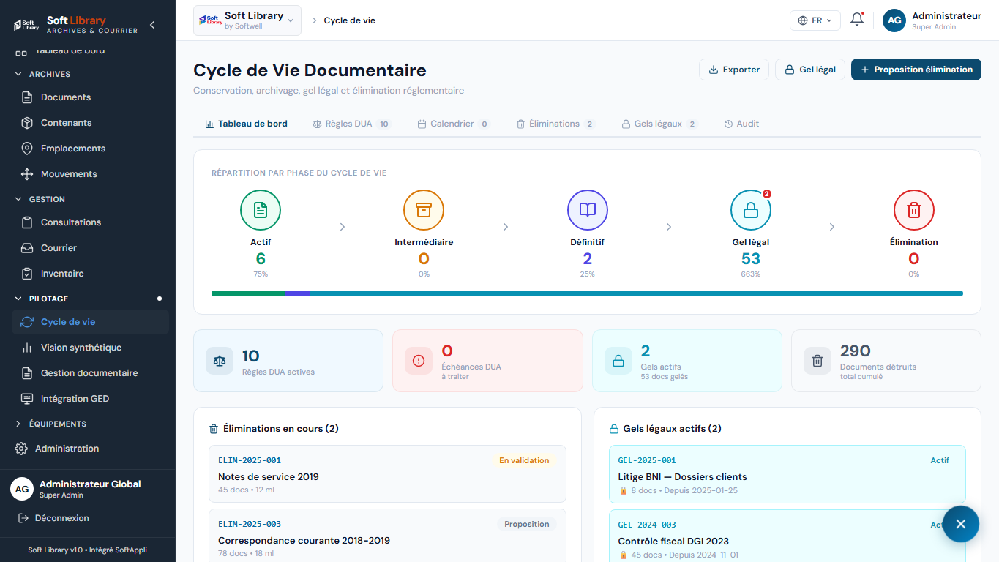 Soft Library
Soft Library
ARCHIVES & COURRIER
Tableau de bord
ARCHIVES
Documents
Contenants
Emplacements
Mouvements
GESTION
Consultations
Courrier
Inventaire
PILOTAGE
Cycle de vie
Vision synthétique
Gestion documentaire
Intégration GED
ÉQUIPEMENTS
Administration
AG
Administrateur Global
Super Admin
Déconnexion
Soft Library v1.0 • Intégré SoftAppli
Soft Library
Soft Library
by Softwell
Cycle de vie
FR
AG
Administrateur
Super Admin
Cycle de Vie Documentaire
Conservation, archivage, gel légal et élimination réglementaire
Exporter
Gel légal
+ Proposition élimination
Tableau de bord
Règles DUA 10
Calendrier 0
Éliminations 2
Gels légaux 2
Audit
RÉPARTITION PAR PHASE DU CYCLE DE VIE
Actif
6
75%
Intermédiaire
0
0%
Définitif
2
25%
2
Gel légal
53
663%
Élimination
0
0%
10
Règles DUA actives
0
Échéances DUA
à traiter
2
Gels actifs
53 docs gelés
290
Documents détruits
total cumulé
Éliminations en cours (2)
ELIM-2025-001
En validation
Notes de service 2019
45 docs • 12 ml
ELIM-2025-003
Proposition
Correspondance courante 2018-2019
78 docs • 18 ml
Gels légaux actifs (2)
GEL-2025-001
Actif
Litige BNI — Dossiers clients
🔒 8 docs • Depuis 2025-01-25
GEL-2024-003
Contrôle fiscal DGI 2023
🔒 45 docs • Depuis 2024-11-01